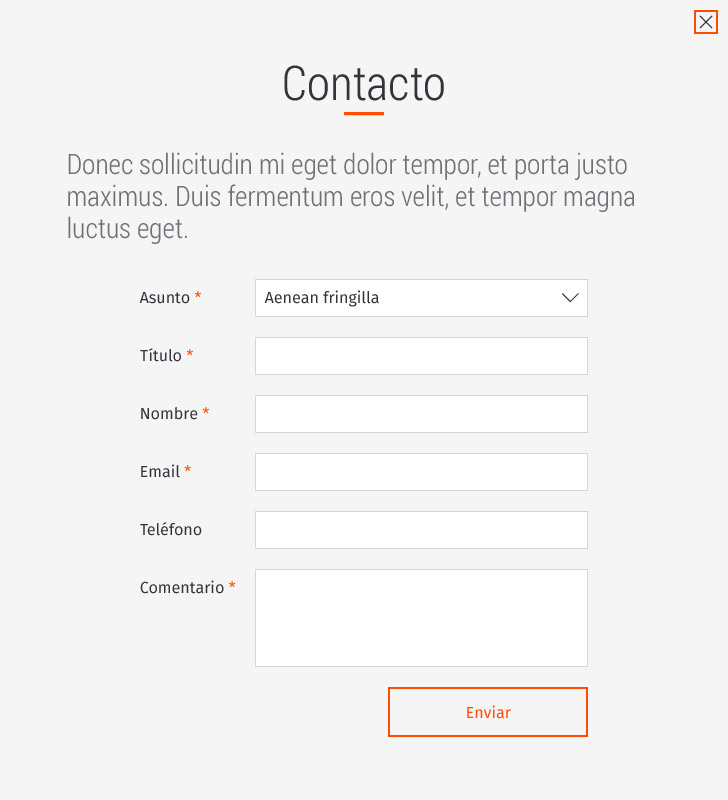 Contacto
Donec sollicitudin mi eget dolor tempor, et porta justo
maximus. Duis fermentum eros velit, et tempor magna
luctus eget.
Asunto * Aenean fringilla
Título *
Nombre *
Email *
Teléfono
Comentario *
Enviar